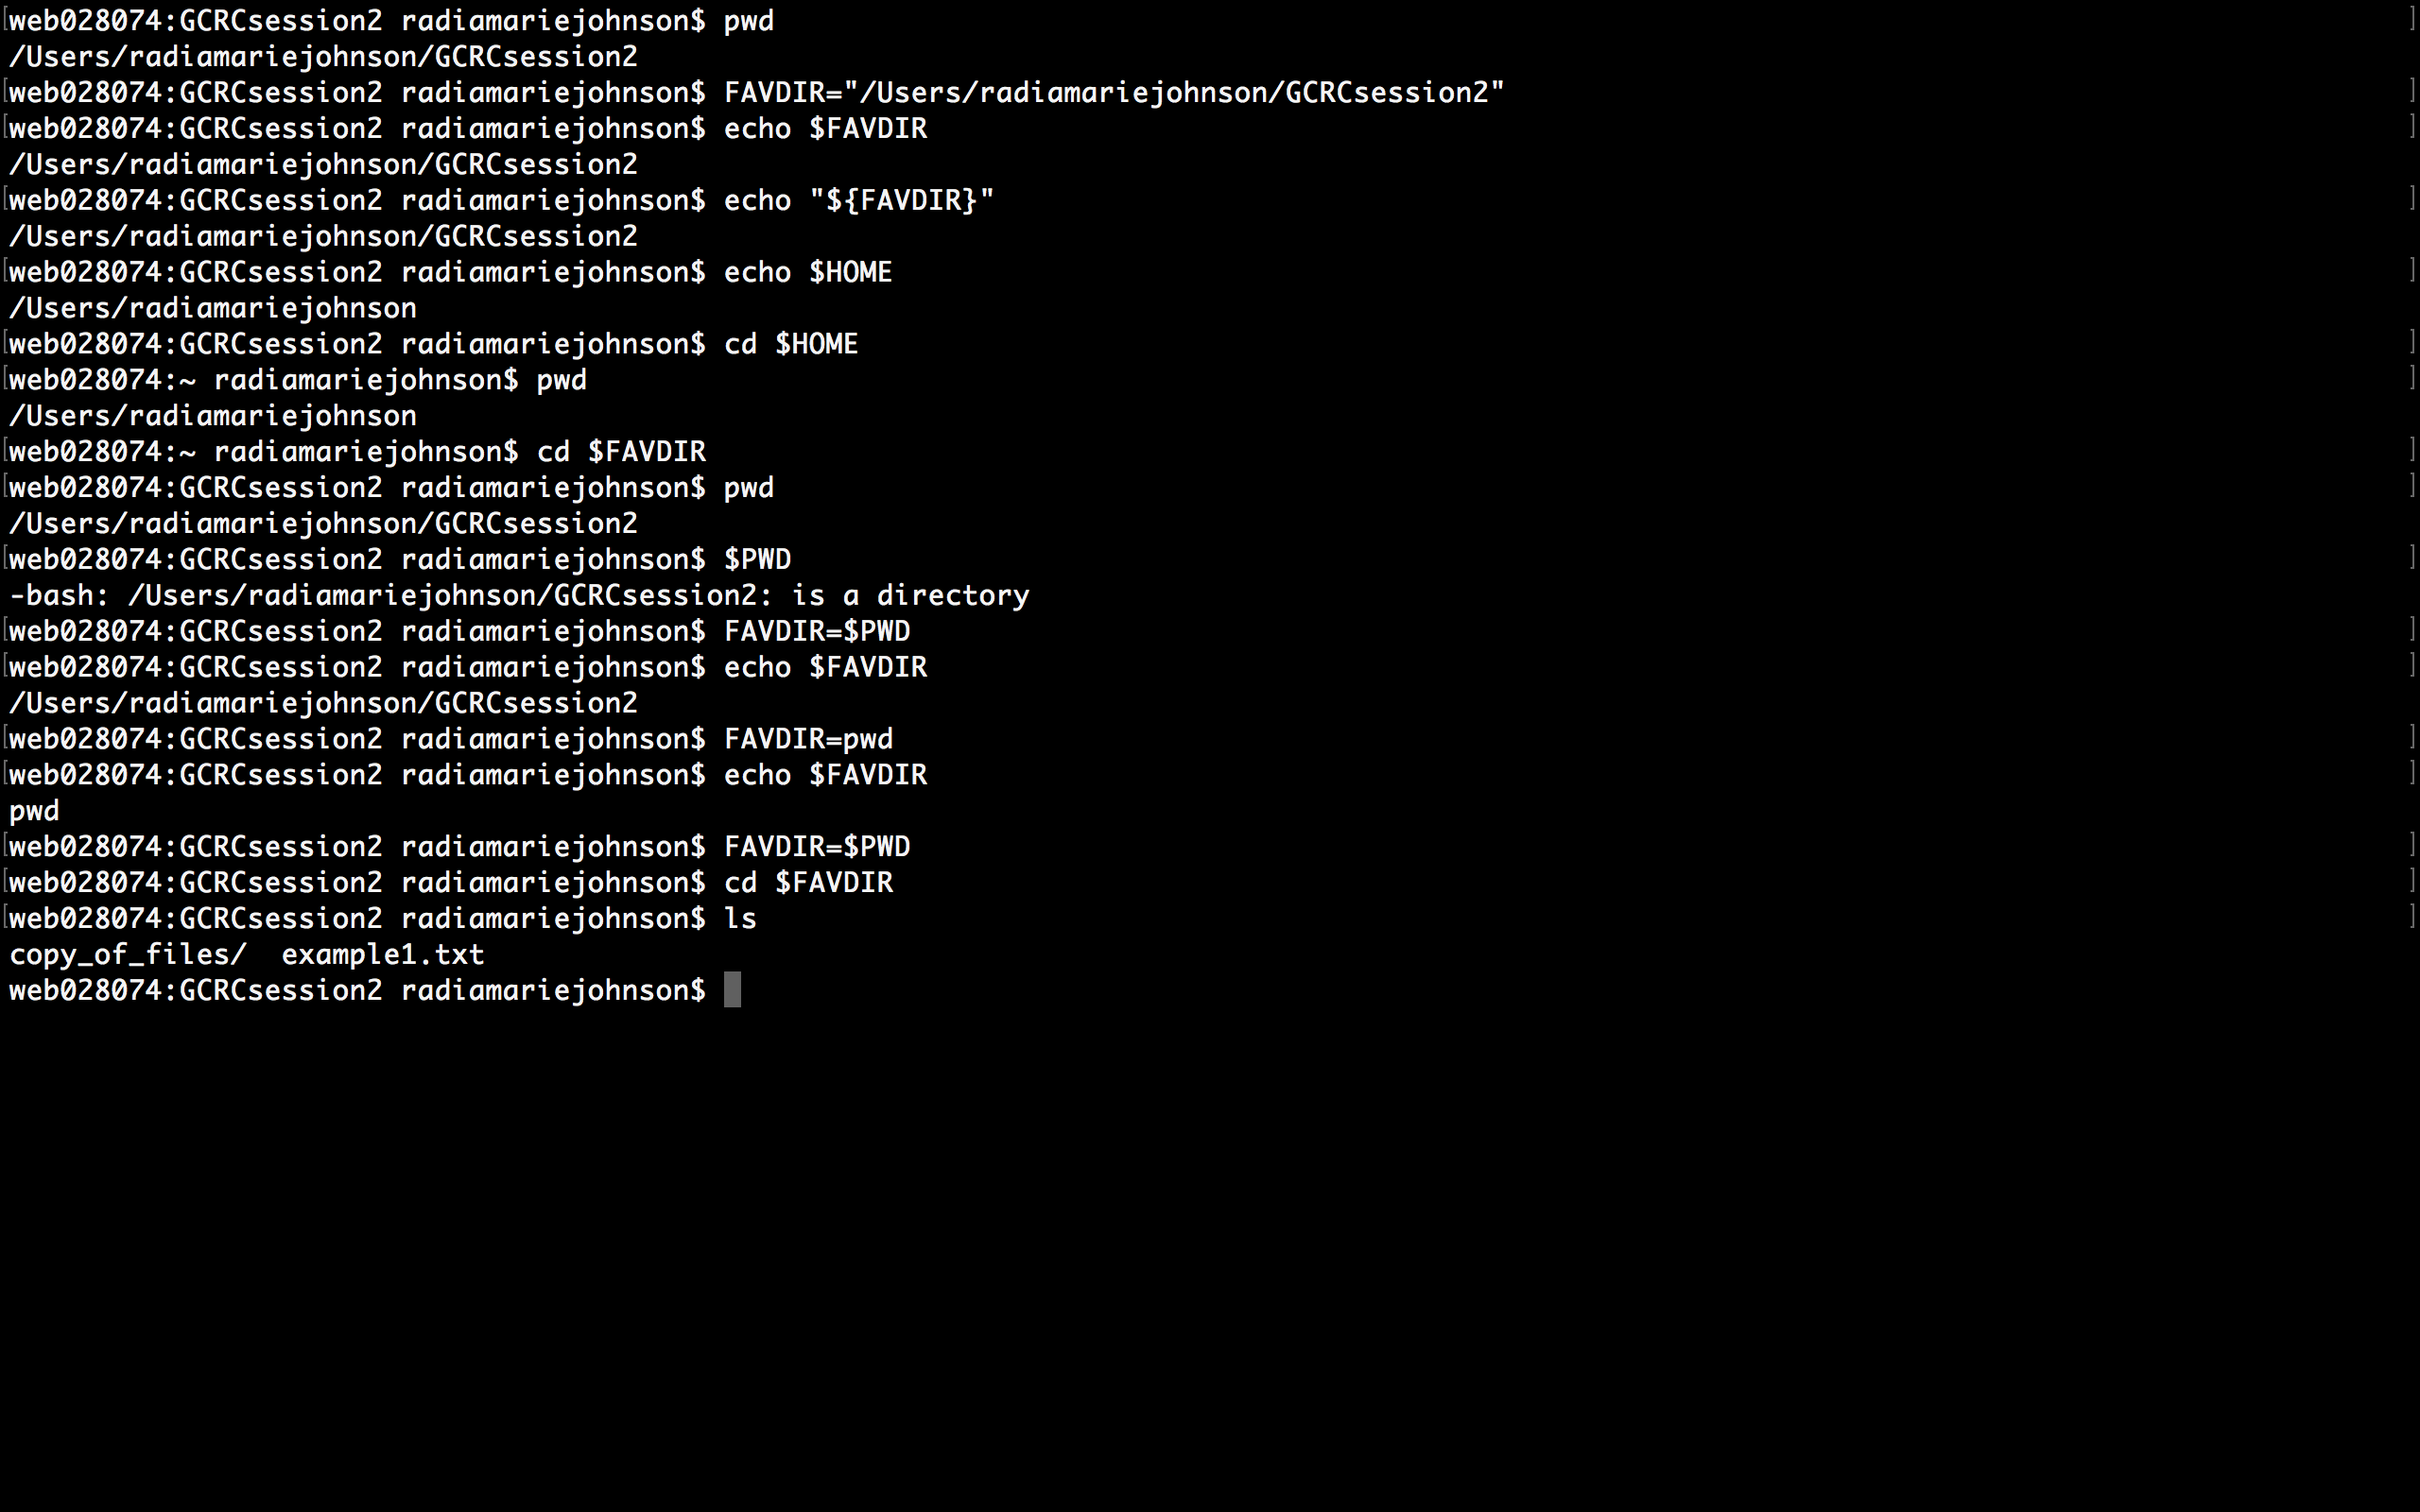 [web028074:GCRCsession2 radiamariejohnson$ pwd ]
/Users/radiamariejohnson/GCRCsession2
[web028074:GCRCsession2 radiamariejohnson$ FAVDIR="/Users/radiamariejohnson/GCRCsession2" ]
[web028074:GCRCsession2 radiamariejohnson$ echo $FAVDIR ]
/Users/radiamariejohnson/GCRCsession2
[web028074:GCRCsession2 radiamariejohnson$ echo "${FAVDIR}" ]
/Users/radiamariejohnson/GCRCsession2
[web028074:GCRCsession2 radiamariejohnson$ echo $HOME ]
/Users/radiamariejohnson
[web028074:GCRCsession2 radiamariejohnson$ cd $HOME ]
[web028074:~ radiamariejohnson$ pwd ]
/Users/radiamariejohnson
[web028074:~ radiamariejohnson$ cd $FAVDIR ]
[web028074:GCRCsession2 radiamariejohnson$ pwd ]
/Users/radiamariejohnson/GCRCsession2
[web028074:GCRCsession2 radiamariejohnson$ $PWD ]
-bash: /Users/radiamariejohnson/GCRCsession2: is a directory
[web028074:GCRCsession2 radiamariejohnson$ FAVDIR=$PWD ]
[web028074:GCRCsession2 radiamariejohnson$ echo $FAVDIR ]
/Users/radiamariejohnson/GCRCsession2
[web028074:GCRCsession2 radiamariejohnson$ FAVDIR=pwd ]
[web028074:GCRCsession2 radiamariejohnson$ echo $FAVDIR ]
pwd
[web028074:GCRCsession2 radiamariejohnson$ FAVDIR=$PWD ]
[web028074:GCRCsession2 radiamariejohnson$ cd $FAVDIR ]
[web028074:GCRCsession2 radiamariejohnson$ ls ]
copy_of_files/  example1.txt
web028074:GCRCsession2 radiamariejohnson$